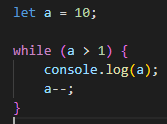 let a = 10;
while (a > 1) {
    console.log(a);
    a--;
}